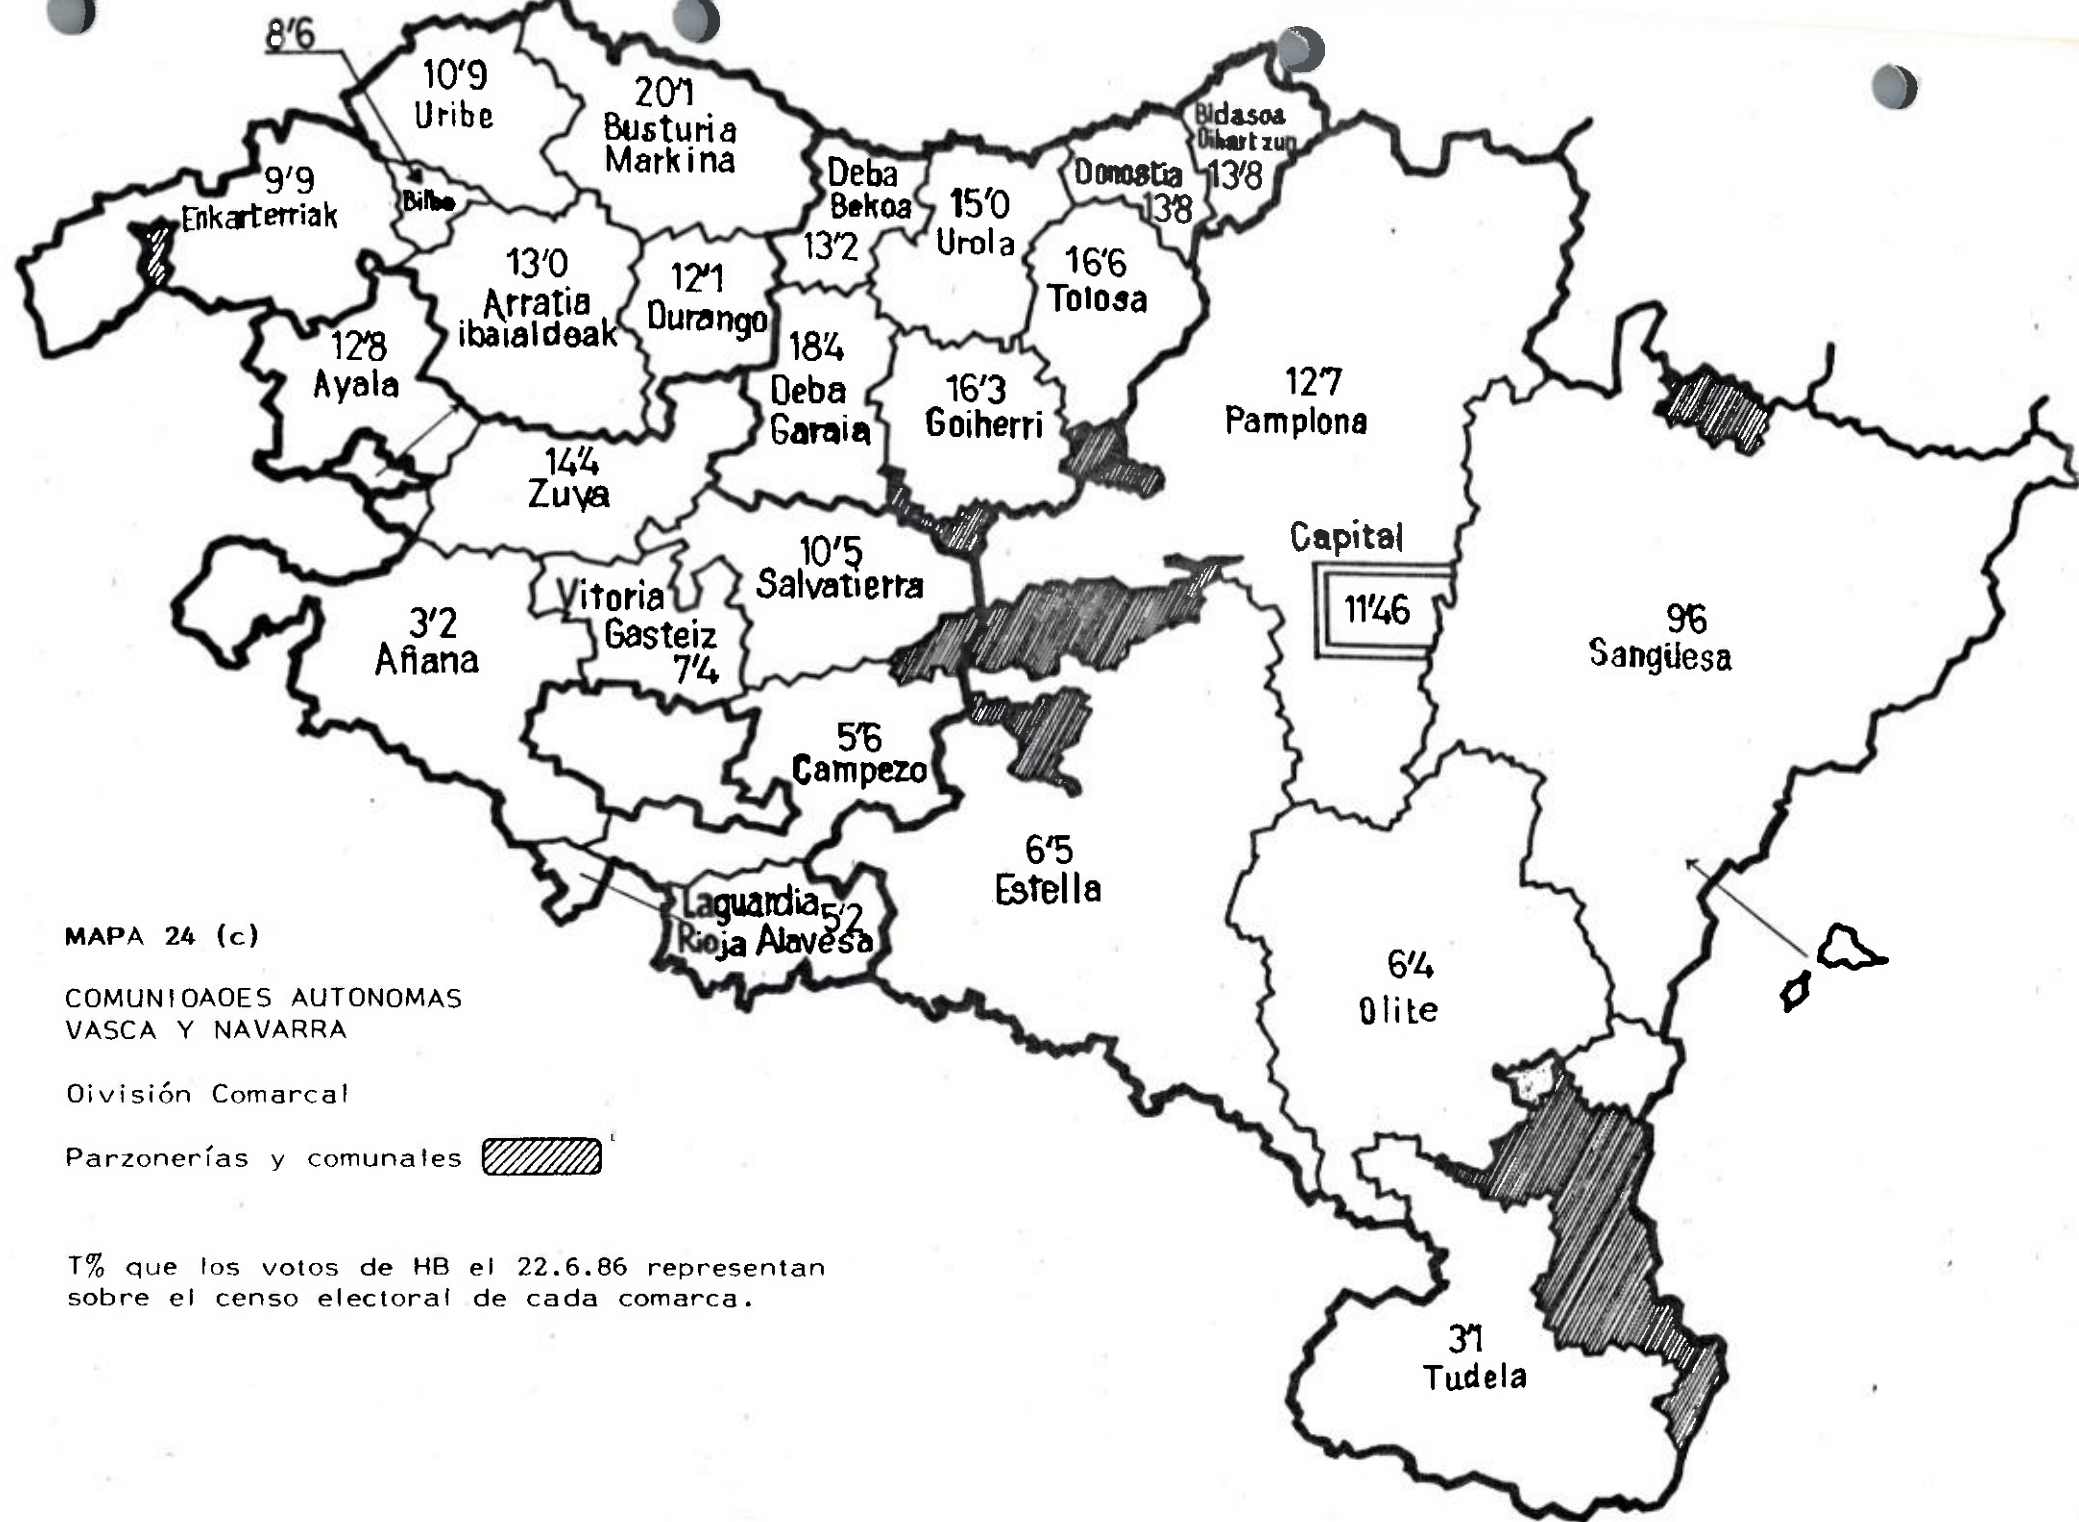 8'6
10'9
Uribe
20'1
Busturia
Markina
Bidasoa
Oihartzun
13'8
9'9
Enkarterriak
Bilbo
Deba
Bekoa
13'2
15'0
Urola
Donostia
13'8
13'0
Arratia
ibaialdeak
12'1
Durango
16'6
Tolosa
12'8
Ayala
18'4
Deba
Garaia
16'3
Goiherri
12'7
Pamplona
14'4
Zuya
Capital
11'46
10'5
Salvatierra
Vitoria
Gasteiz
7'4
3'2
Añana
9'6
Sangüesa
5'6
Campezo
6'5
Estella
Laguardia
5'2
Rioja Alavesa
6'4
Olite
3'1
Tudela
MAPA 24 (c)
COMUNIOAOES AUTONOMAS
VASCA Y NAVARRA
Oivisión Comarcal
Parzonerías y comunales
T% que los votos de HB el 22.6.86 representan
sobre el censo electoral de cada comarca.